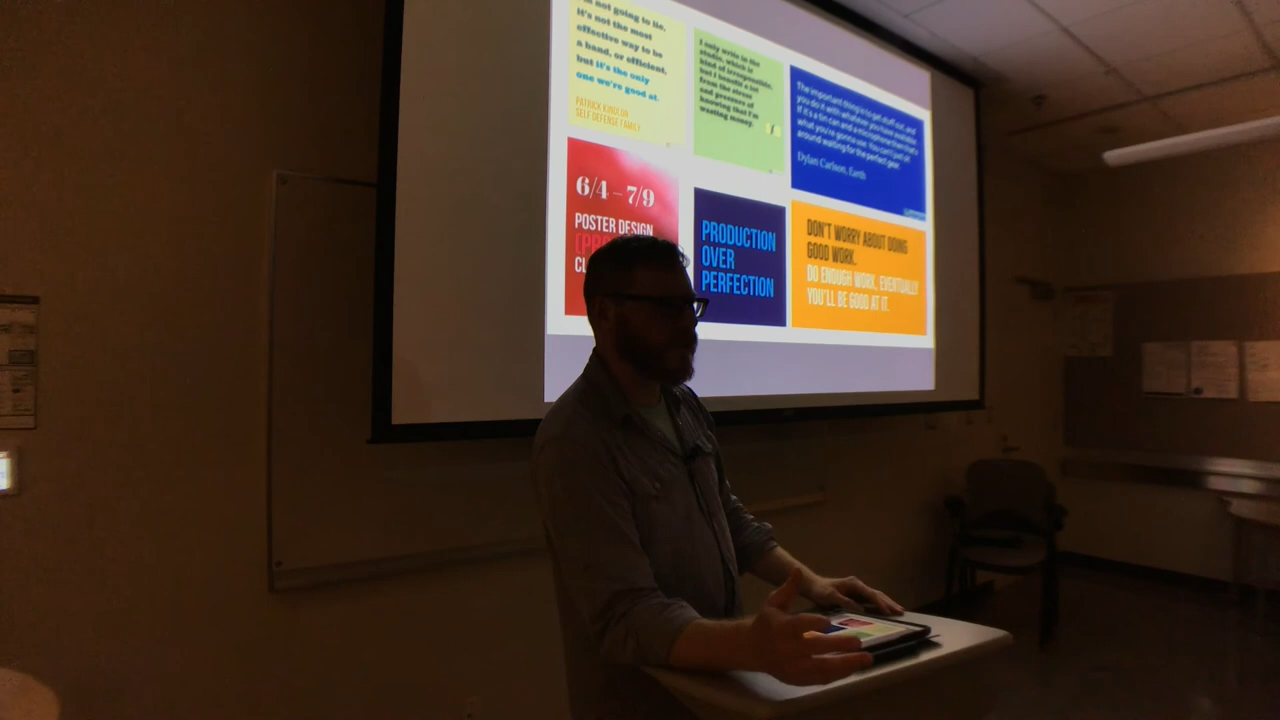 I'm not going to lie,
it's not the most
effective way to be
a band, or efficient,
but it's the only
one we're good at.
PATRICK KINDLON
SELF DEFENSE FAMILY
I only write in the
studio, which is
kind of irresponsible,
but I benefit a lot
from the stress
and pressure of
knowing that I'm
wasting money.
The important thing is to get stuff out, and
you do it with whatever you have available.
If it's a tin can and a microphone then that's
what you're gonna use. You can't just sit
around waiting for the perfect gear.
Dylan Carlson, Earth
6/4 – 7/9
POSTER DESIGN
PRODUCTION
OVER
PERFECTION
DON'T WORRY ABOUT DOING
GOOD WORK.
DO ENOUGH WORK, EVENTUALLY
YOU'LL BE GOOD AT IT.